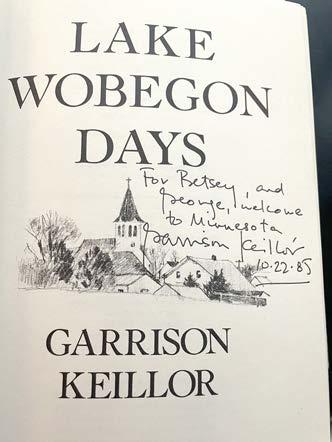 LAKE
WOBEGON
DAYS
For Betsey, and
George, welcome
to Minnesota
Garrison Keillor
10·22·85
GARRISON
KEILLOR